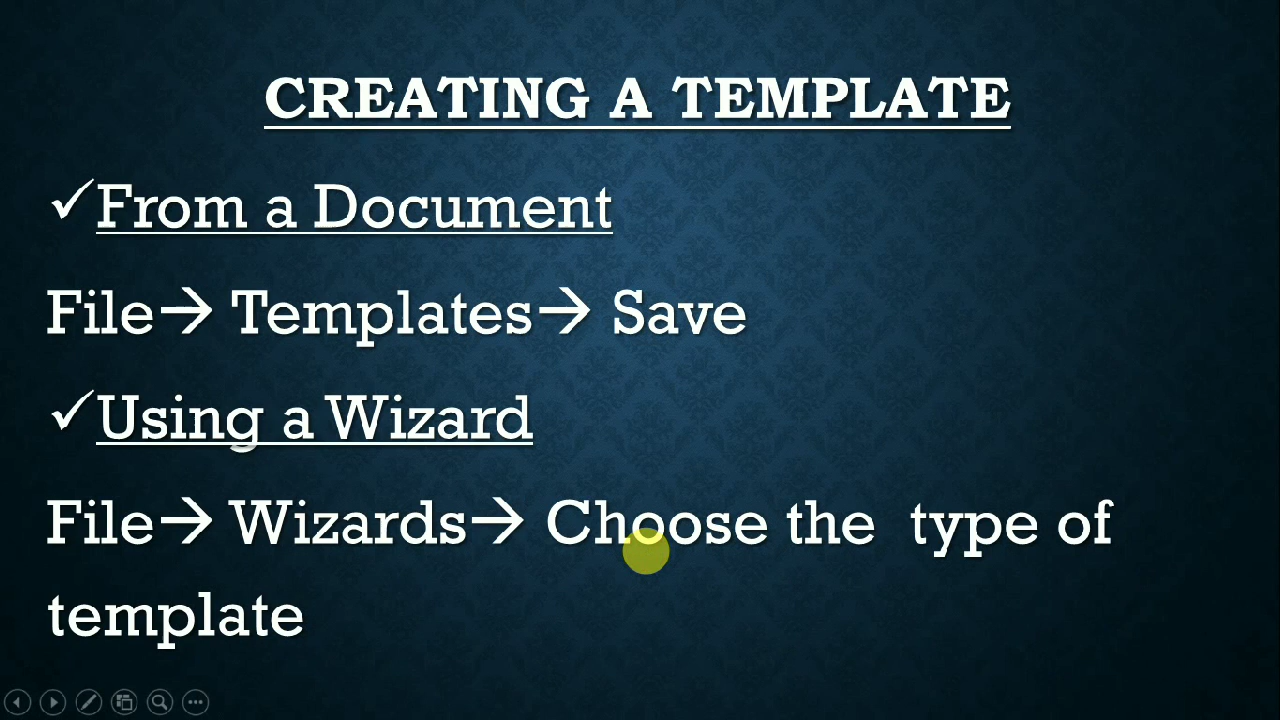 CREATING A TEMPLATE
✓From a Document
File→ Templates→ Save
✓Using a Wizard
File→ Wizards→ Choose the type of
template